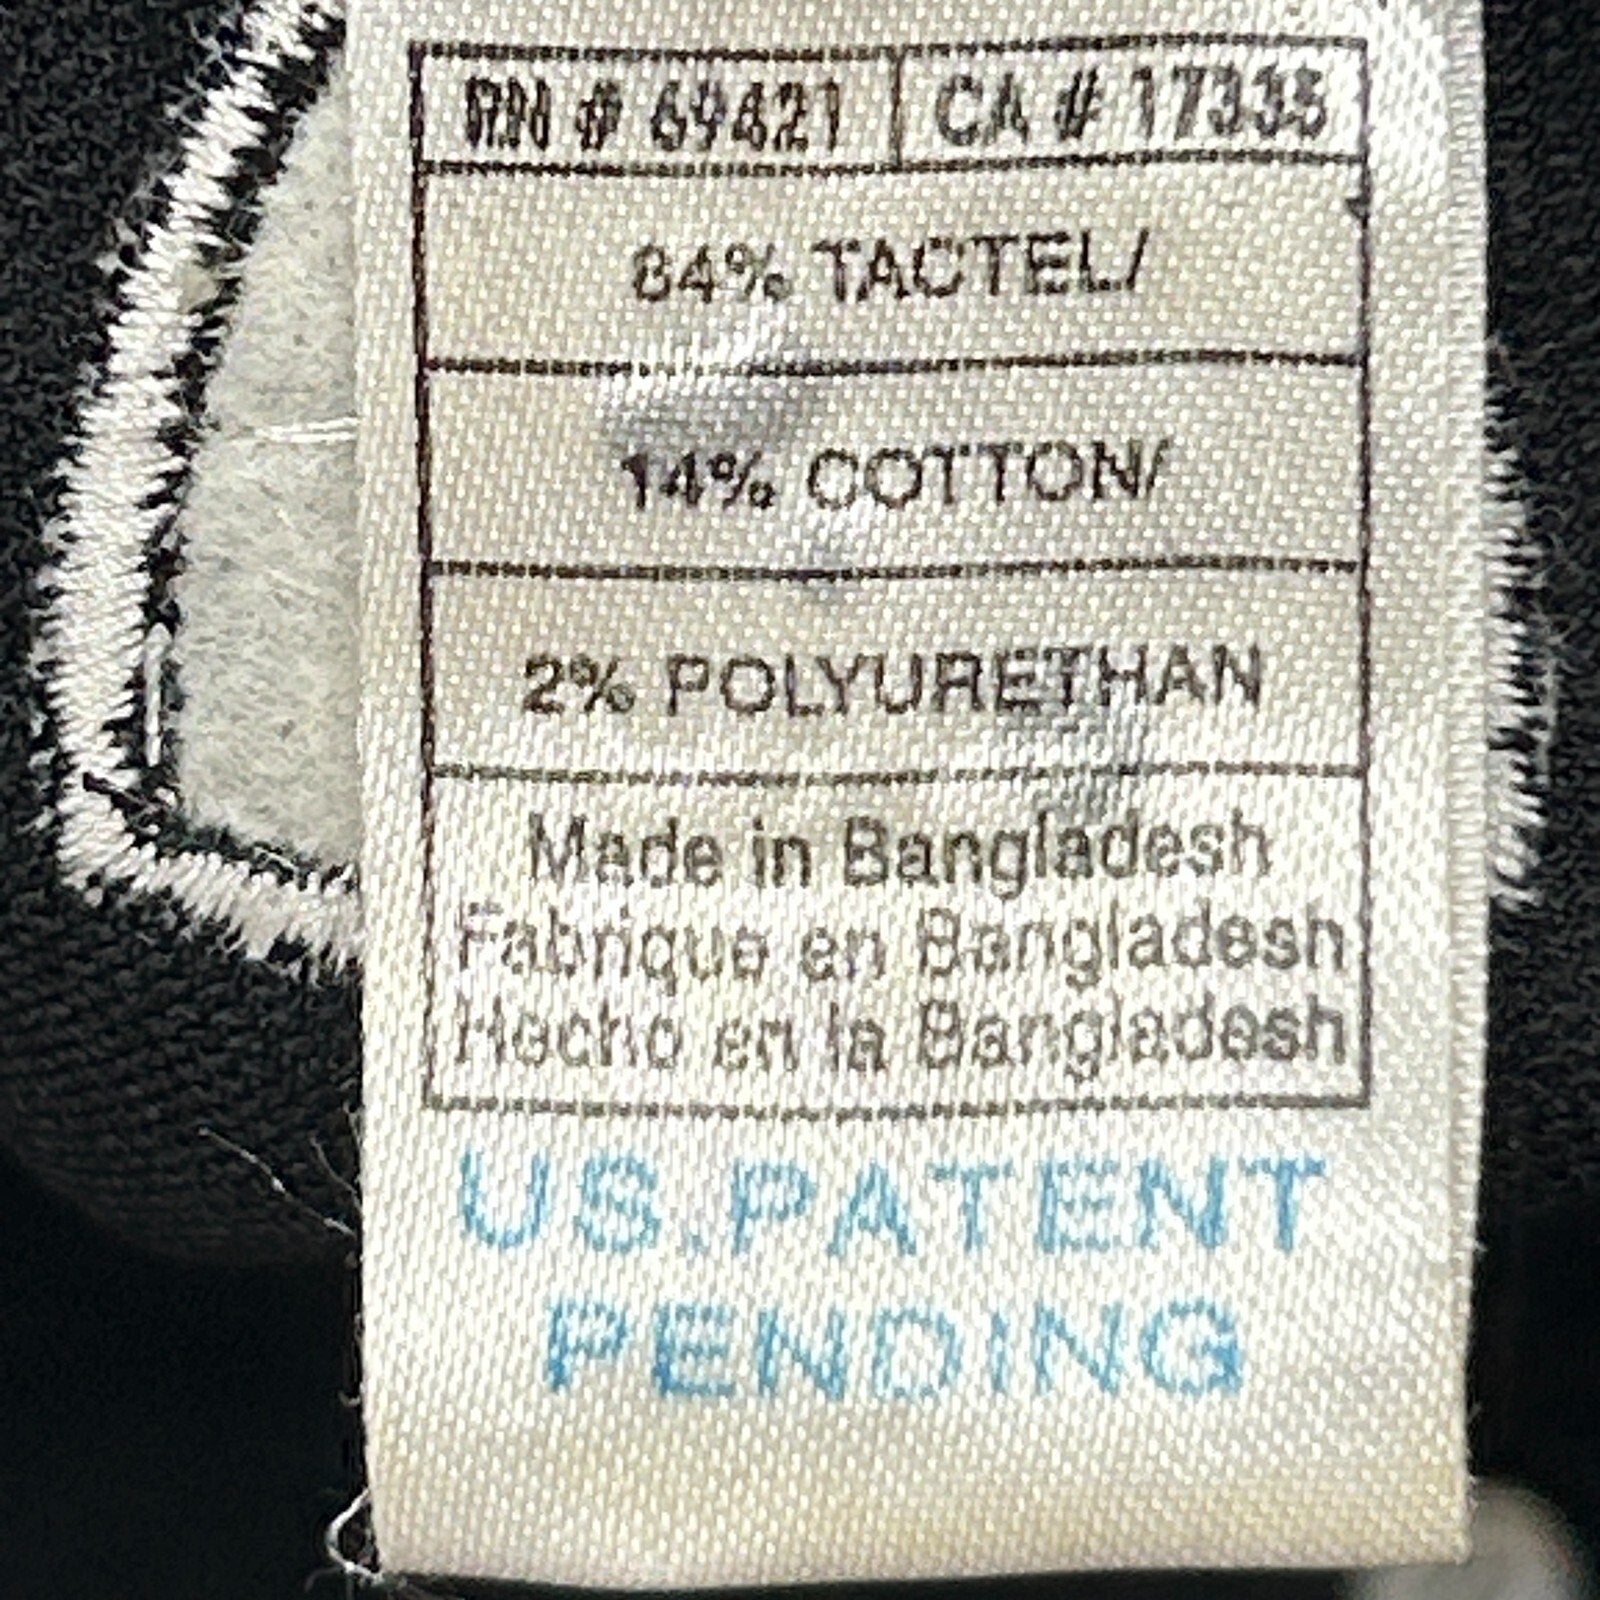 RN # 69421 CA # 17335
84% TACTEL/
14% COTTON/
2% POLYURETHAN
Made in Bangladesh
Fabrique en Bangladesh
Hecho en la Bangladesh
US.PATENT
PENDING